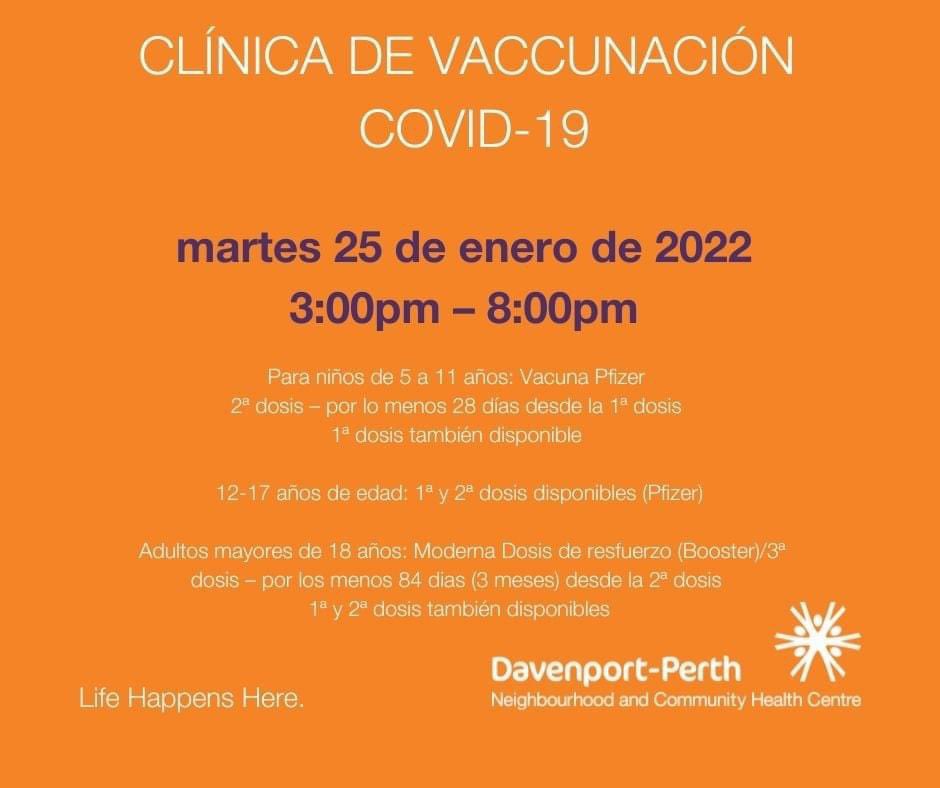 CLÍNICA DE VACCUNACIÓN
COVID-19
martes 25 de enero de 2022
3:00pm – 8:00pm
Para niños de 5 a 11 años: Vacuna Pfizer
2ª dosis – por lo menos 28 días desde la 1ª dosis
1ª dosis también disponible
12-17 años de edad: 1ª y 2ª dosis disponibles (Pfizer)
Adultos mayores de 18 años: Moderna Dosis de resfuerzo (Booster)/3ª
dosis – por los menos 84 dias (3 meses) desde la 2ª dosis
1ª y 2ª dosis también disponibles
Davenport-Perth
Neighbourhood and Community Health Centre
Life Happens Here.